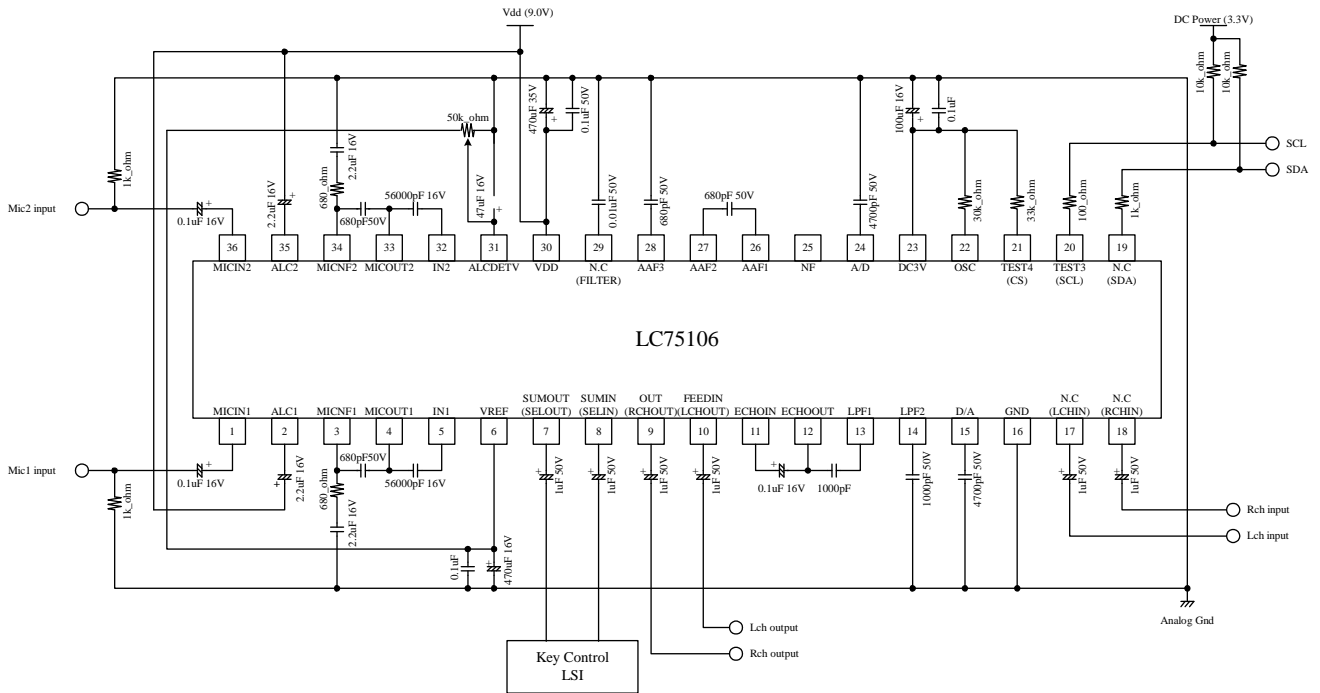 Vdd (9.0V)
DC Power (3.3V)
10k_ohm
10k_ohm
SCL
SDA
1k_ohm
Mic2 input
0.1uF 16V
2.2uF 16V
2.2uF 16V
680_ohm
680pF50V
56000pF 16V
50k_ohm
47uF 16V
470uF 35V
0.1uF 50V
0.01uF 50V
680pF 50V
680pF 50V
4700pF 50V
100uF 16V
0.1uF
30k_ohm
33k_ohm
100_ohm
1k_ohm
36 35 34 33 32 31 30 29 28 27 26 25 24 23 22 21 20 19
MICIN2 ALC2 MICNF2 MICOUT2 IN2 ALCDETV VDD N.C AAF3 AAF2 AAF1 NF A/D DC3V OSC TEST4 TEST3 N.C
(FILTER) (CS) (SCL) (SDA)
LC75106
SUMOUT SUMIN OUT FEEDIN N.C N.C
MICIN1 ALC1 MICNF1 MICOUT1 IN1 VREF (SELOUT) (SELIN) (RCHOUT) (LCHOUT) ECHOIN ECHOOUT LPF1 LPF2 D/A GND (LCHIN) (RCHIN)
1 2 3 4 5 6 7 8 9 10 11 12 13 14 15 16 17 18
Mic1 input
0.1uF 16V
1k_ohm
2.2uF 16V
680_ohm
680pF50V
56000pF 16V
2.2uF 16V
0.1uF
470uF 16V
1uF 50V
1uF 50V
1uF 50V
1uF 50V
0.1uF 16V
1000pF
1000pF 50V
4700pF 50V
1uF 50V
1uF 50V
Rch input
Lch input
Analog Gnd
Lch output
Rch output
Key Control
LSI